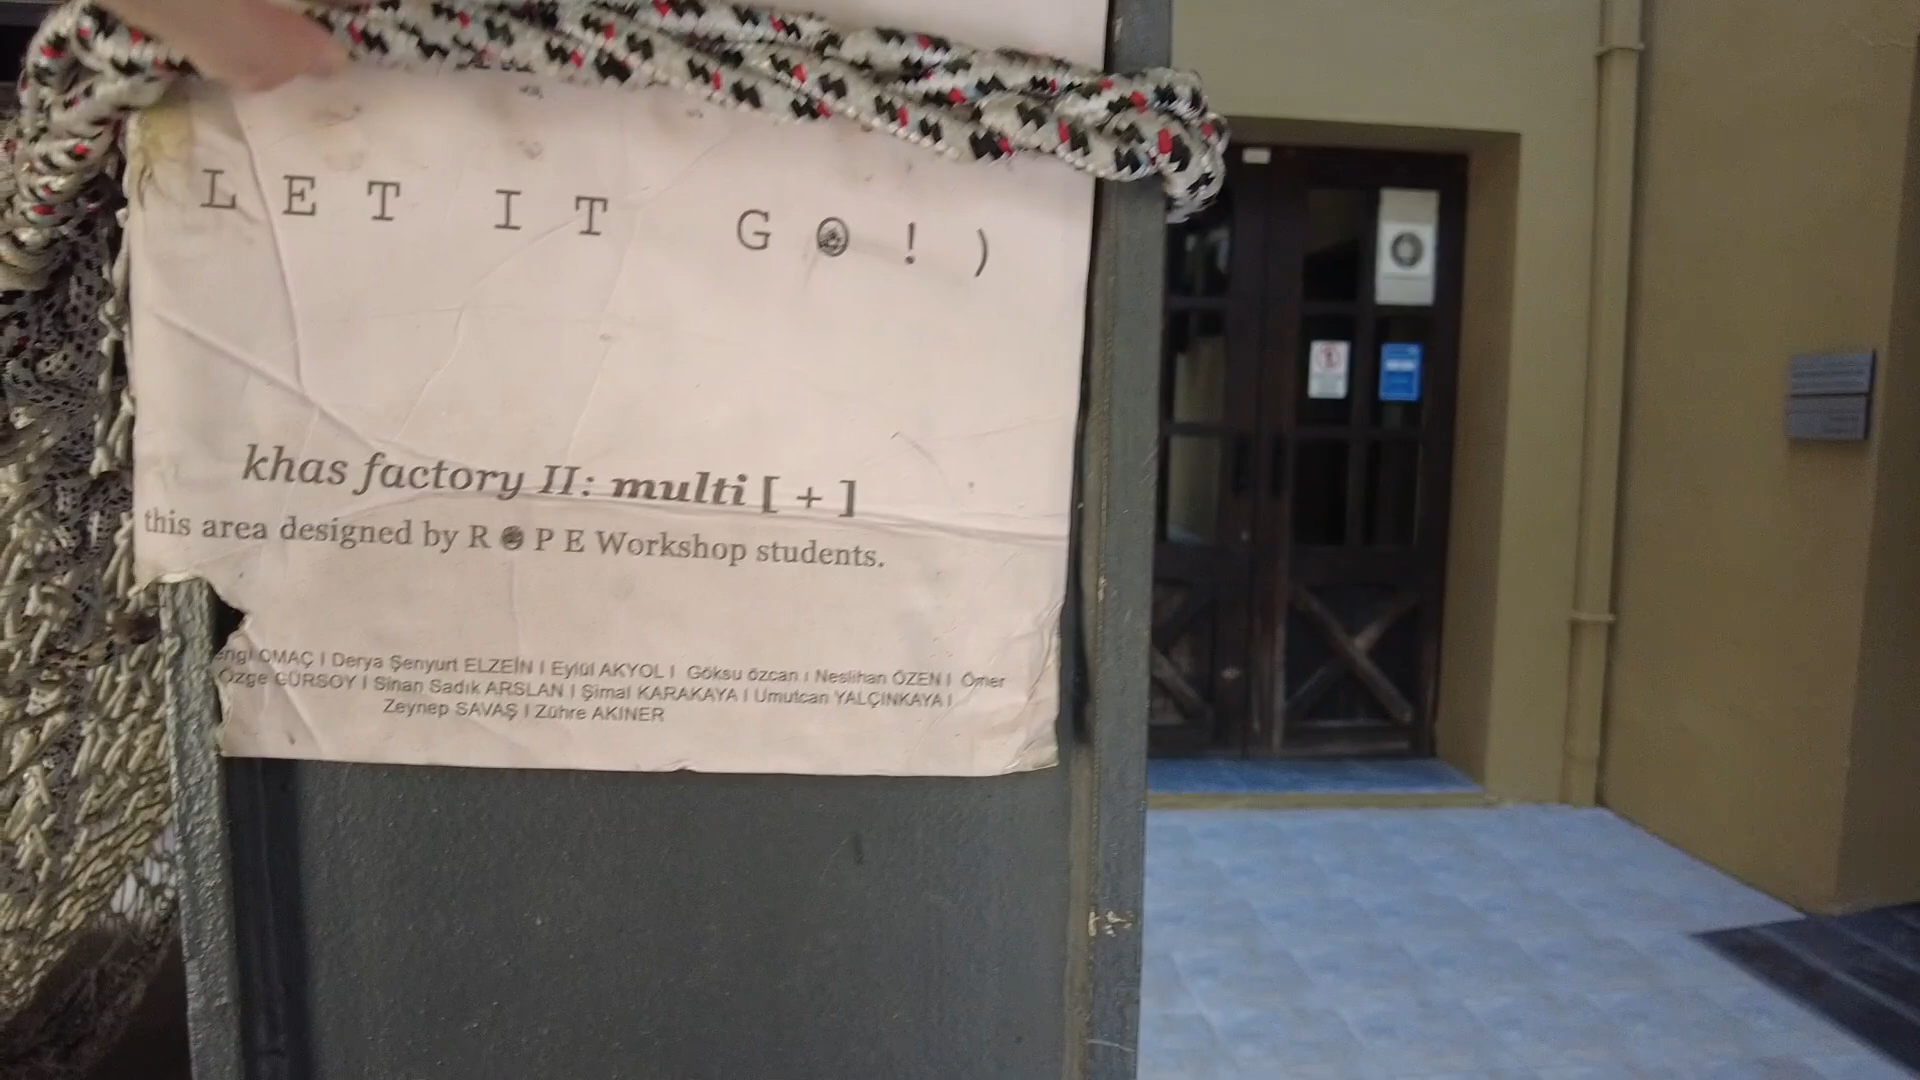 LET IT GO!)
khas factory II: multi [ + ]
this area designed by R O P E Workshop students.
OMAÇ I Derya Şenyurt ELZEİN I Eylül AKYOL I Göksu özcan I Neslihan ÖZEN I Ömer
Özge GÜRSOY I Sinan Sadık ARSLAN I Şimal KARAKAYA I Umutcan YALÇINKAYA I
Zeynep SAVAŞ I Zühre AKINER